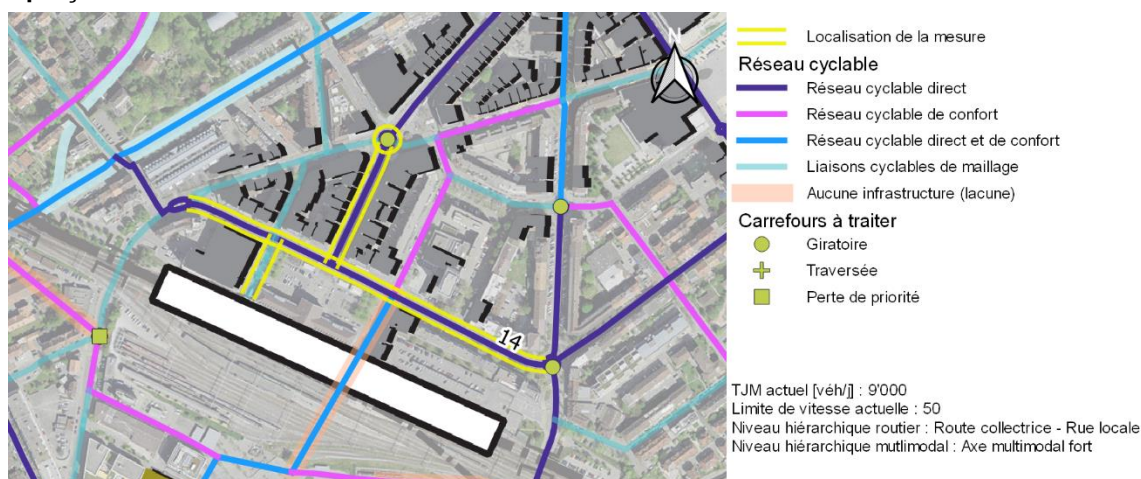 N
14
Localisation de la mesure
Réseau cyclable
Réseau cyclable direct
Réseau cyclable de confort
Réseau cyclable direct et de confort
Liaisons cyclables de maillage
Aucune infrastructure (lacune)
Carrefours à traiter
Giratoire
Traversée
Perte de priorité
TJM actuel [véh/j] : 9'000
Limite de vitesse actuelle : 50
Niveau hiérarchique routier : Route collectrice - Rue locale
Niveau hiérarchique mutlimodal : Axe multimodal fort